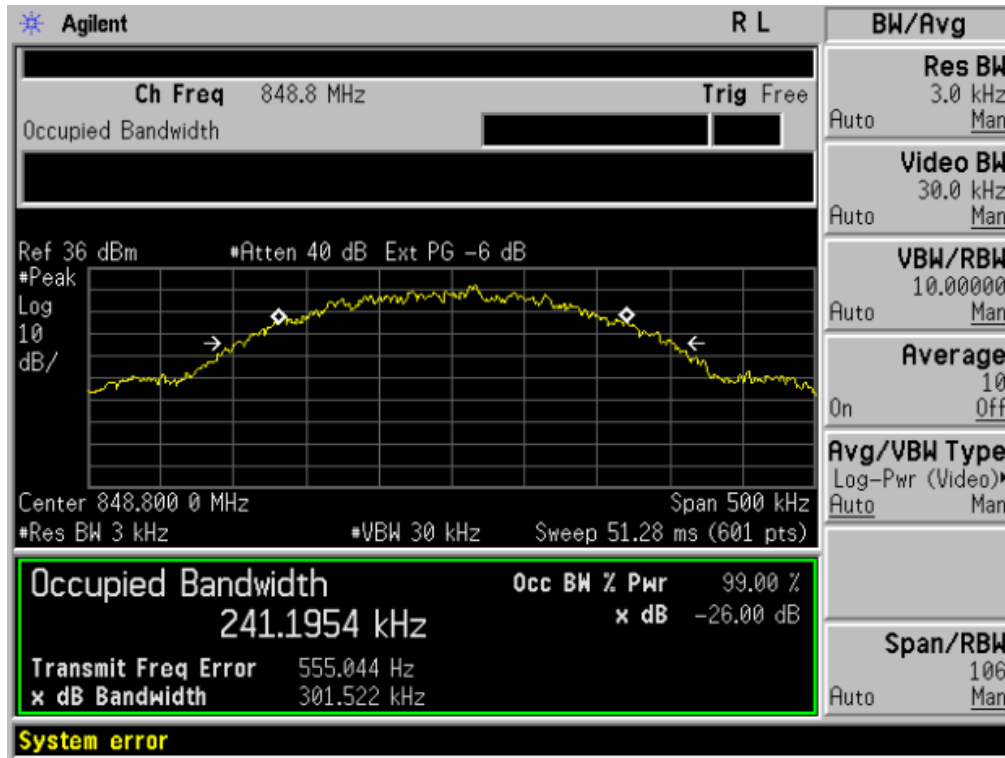 Agilent R L
Ch Freq 848.8 MHz Trig Free
Occupied Bandwidth
Ref 36 dBm #Atten 40 dB Ext PG -6 dB
#Peak
Log
10
dB/
Center 848.800 0 MHz Span 500 kHz
#Res BW 3 kHz #VBW 30 kHz Sweep 51.28 ms (601 pts)
Occupied Bandwidth Occ BW % Pwr 99.00 %
241.1954 kHz x dB -26.00 dB
Transmit Freq Error 555.044 Hz
x dB Bandwidth 301.522 kHz
System error
BW/Avg
Res BW
3.0 kHz
Auto Man
Video BW
30.0 kHz
Auto Man
VBW/RBW
10.00000
Auto Man
Average
10
On Off
Avg/VBW Type
Log-Pwr (Video)
Auto Man
Span/RBW
106
Auto Man